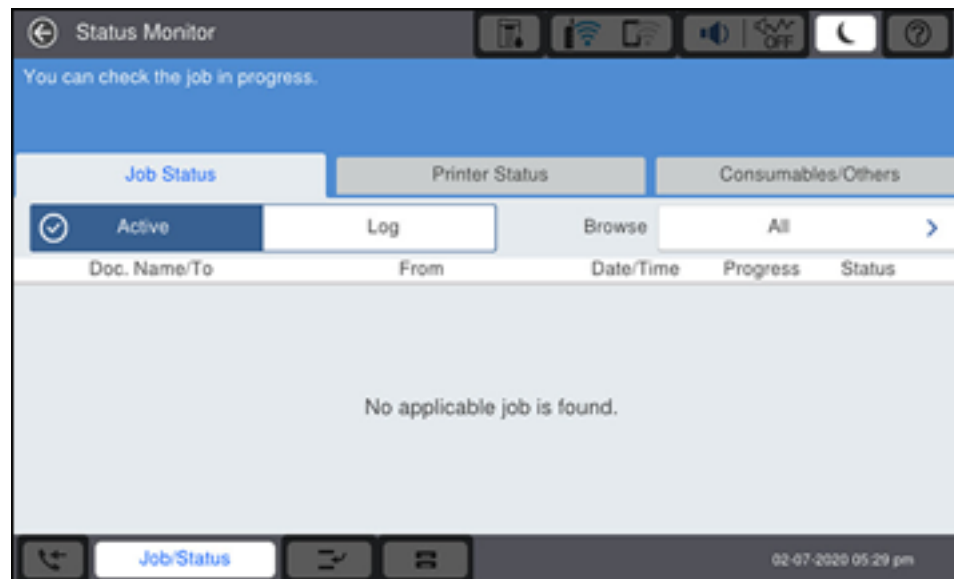 Status Monitor
OFF
You can check the job in progress.
Job Status Printer Status Consumables/Others
Active Log Browse All
Doc. Name/To From Date/Time Progress Status
No applicable job is found.
Job/Status 02-07-2020 05:29 pm